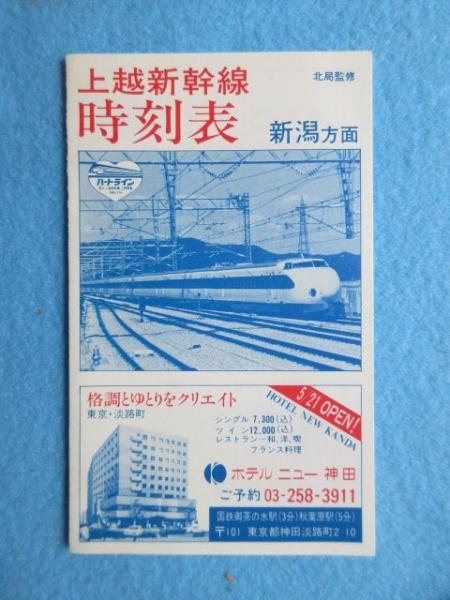 上越新幹線
北局監修
時刻表
新潟方面
ハートライン
5.21 OPEN!
HOTEL NEW KANDA
格調とゆとりをクリエイト
東京・淡路町
シングル 7,300(込)
ツイン 12,000(込)
レストラン…和、洋、喫
フランス料理
ホテル ニュー 神田
ご予約 03-258-3911
国鉄御茶の水駅(3分)秋葉原駅(5分)
〒101 東京都神田淡路町2-10